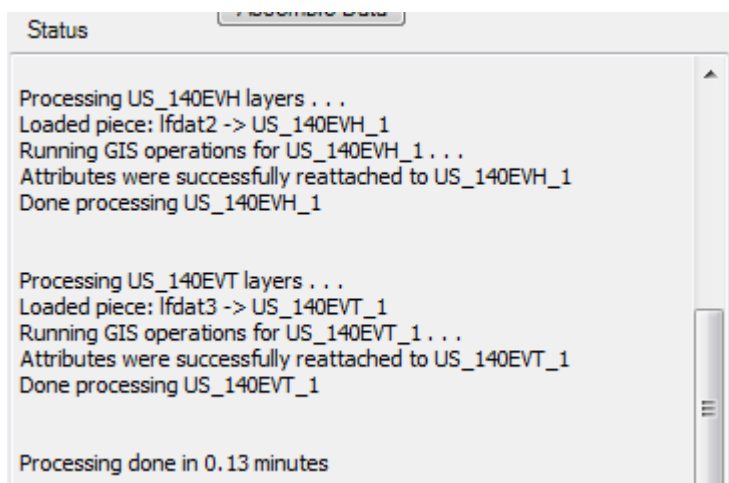 Assemble Data
Status
Processing US_140EVH layers . . .
Loaded piece: lfdat2 -> US_140EVH_1
Running GIS operations for US_140EVH_1 . . .
Attributes were successfully reattached to US_140EVH_1
Done processing US_140EVH_1
Processing US_140EVT layers . . .
Loaded piece: lfdat3 -> US_140EVT_1
Running GIS operations for US_140EVT_1 . . .
Attributes were successfully reattached to US_140EVT_1
Done processing US_140EVT_1
Processing done in 0.13 minutes